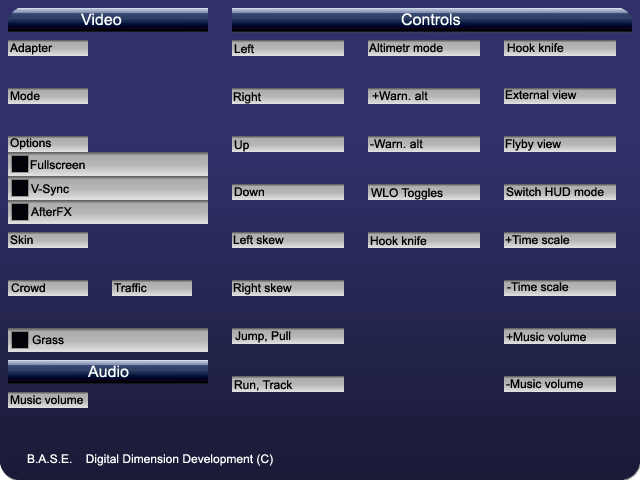 Video
Adapter
Mode
Options
Fullscreen
V-Sync
AfterFX
Skin
Crowd Traffic
Grass
Audio
Music volume
Controls
Left Altimetr mode Hook knife
Right +Warn. alt External view
Up -Warn. alt Flyby view
Down WLO Toggles Switch HUD mode
Left skew Hook knife +Time scale
Right skew -Time scale
Jump, Pull +Music volume
Run, Track -Music volume
B.A.S.E. Digital Dimension Development (C)